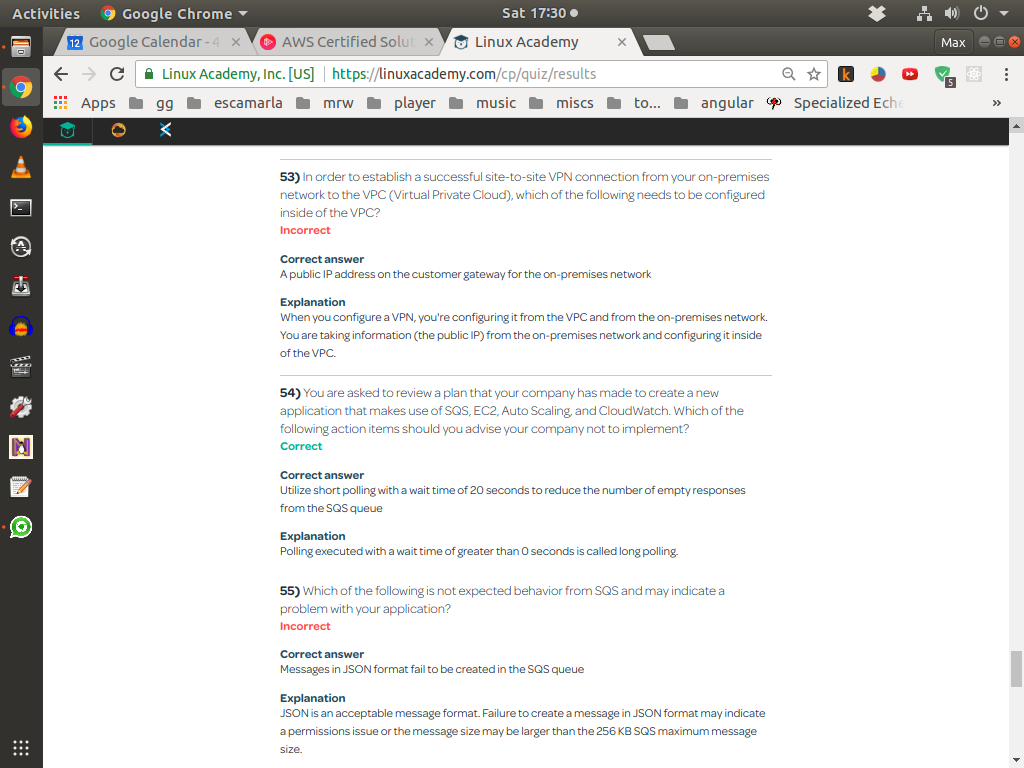 Activities Google Chrome Sat 17:30
Google Calendar - 4 AWS Certified Solut Linux Academy Max
Linux Academy, Inc. [US] https://linuxacademy.com/cp/quiz/results 5
Apps gg escamarla mrw player music miscs to... angular Specialized Eche »
53) In order to establish a successful site-to-site VPN connection from your on-premises
network to the VPC (Virtual Private Cloud), which of the following needs to be configured
inside of the VPC?
Incorrect
Correct answer
A public IP address on the customer gateway for the on-premises network
Explanation
When you configure a VPN, you're configuring it from the VPC and from the on-premises network.
You are taking information (the public IP) from the on-premises network and configuring it inside
of the VPC.
54) You are asked to review a plan that your company has made to create a new
application that makes use of SQS, EC2, Auto Scaling, and CloudWatch. Which of the
following action items should you advise your company not to implement?
Correct
Correct answer
Utilize short polling with a wait time of 20 seconds to reduce the number of empty responses
from the SQS queue
Explanation
Polling executed with a wait time of greater than 0 seconds is called long polling.
55) Which of the following is not expected behavior from SQS and may indicate a
problem with your application?
Incorrect
Correct answer
Messages in JSON format fail to be created in the SQS queue
Explanation
JSON is an acceptable message format. Failure to create a message in JSON format may indicate
a permissions issue or the message size may be larger than the 256 KB SQS maximum message
size.